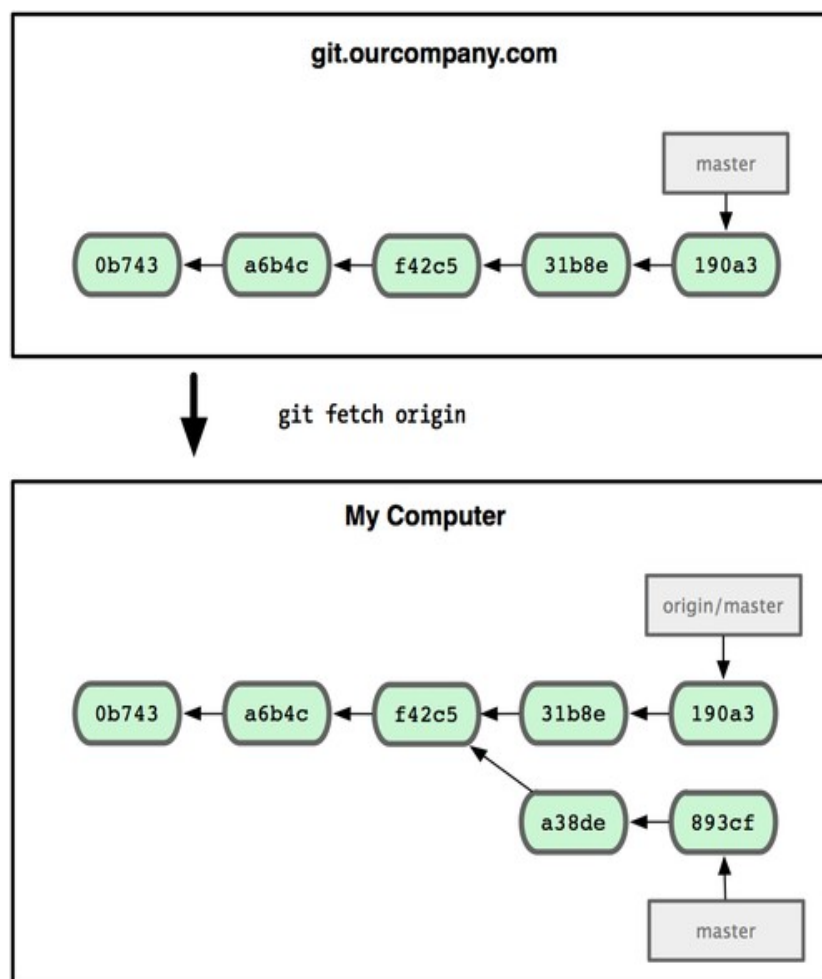 git.ourcompany.com
master
0b743 a6b4c f42c5 31b8e 190a3
git fetch origin
My Computer
origin/master
0b743 a6b4c f42c5 31b8e 190a3
a38de 893cf
master